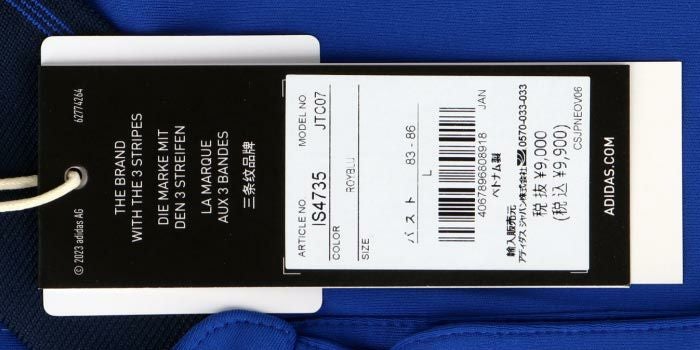 62774264
THE BRAND
WITH THE 3 STRIPES
DIE MARKE MIT
DEN 3 STREIFEN
LA MARQUE
AUX 3 BANDES
三条纹品牌
© 2023 adidas AG
ARTICLE NO
IS4735
MODEL NO
JTC07
COLOR
ROYBLU
SIZE
バスト 83 - 86
L
JAN
4067896808918
ベトナム製
輸入販売元
アディダス ジャパン株式会社 0570-033-033
税抜 ¥9,000
(税込 ¥9,900)
CSJPNEOV06
ADIDAS.COM